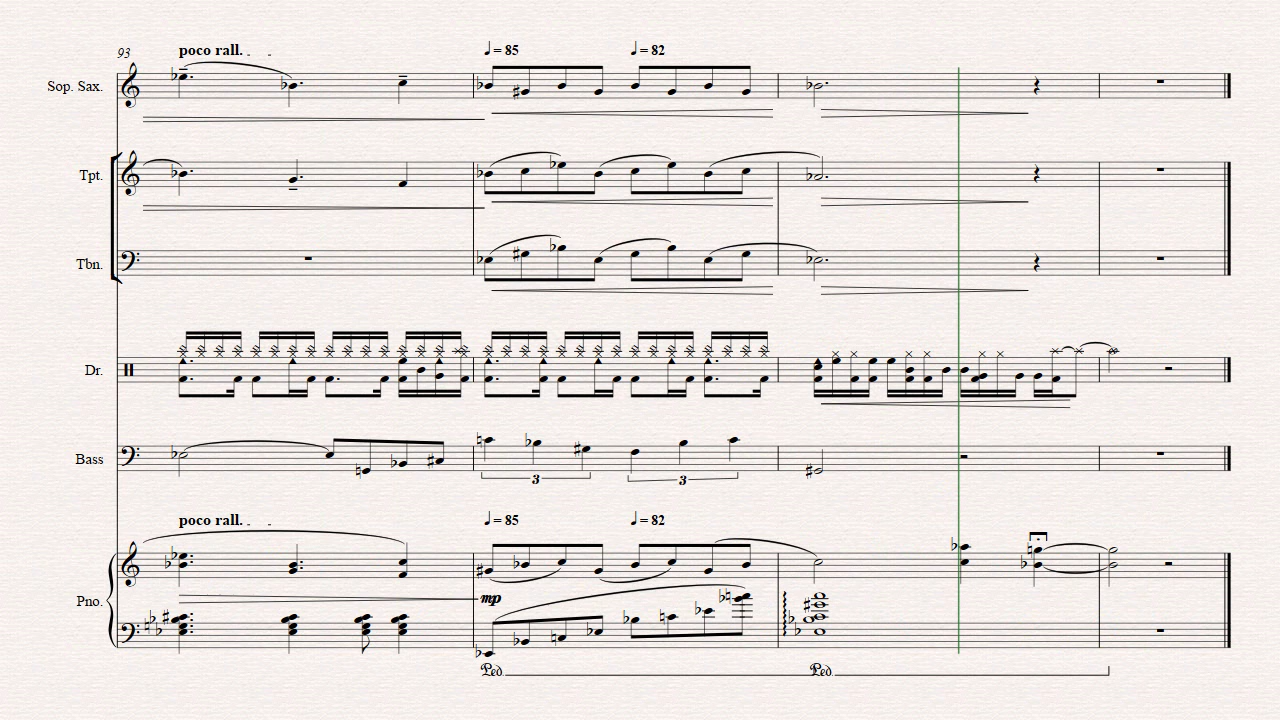 93
poco rall.
♩ = 85
♩ = 82
Sop. Sax.
Tpt.
Tbn.
Dr.
Bass
3
3
poco rall.
♩ = 85
♩ = 82
Pno.
mp
Ped
Ped